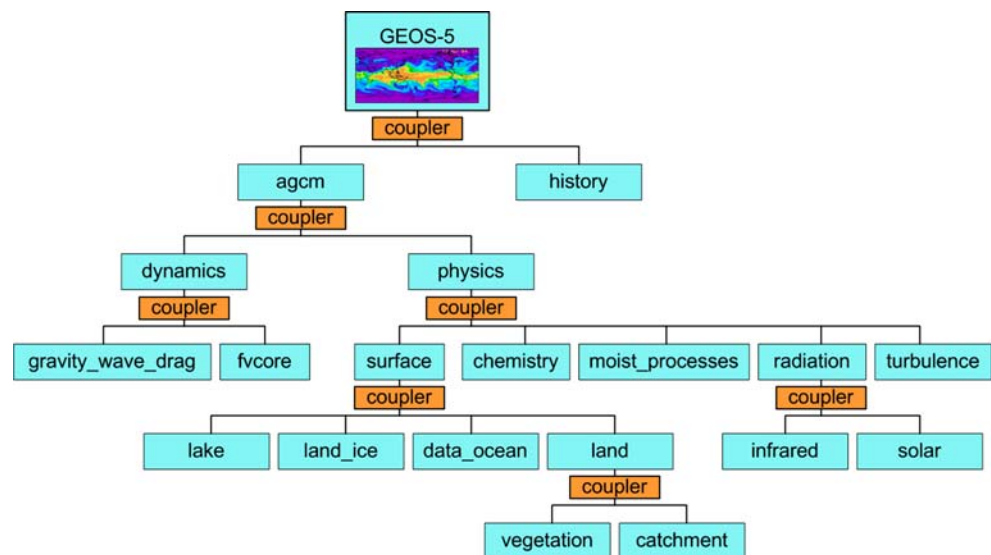 GEOS-5
coupler
agcm history
coupler
dynamics physics
coupler coupler
gravity_wave_drag fvcore surface chemistry moist_processes radiation turbulence
coupler coupler
lake land_ice data_ocean land infrared solar
coupler
vegetation catchment